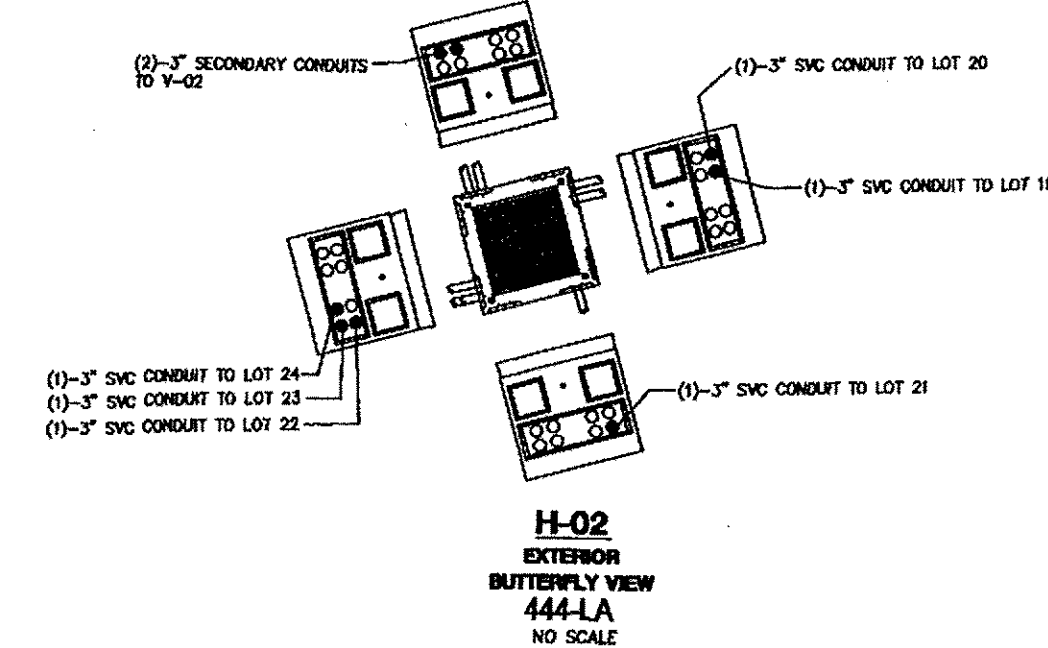 (2)-3" SECONDARY CONDUITS
TO V-02
(1)-3" SVC CONDUIT TO LOT 20
(1)-3" SVC CONDUIT TO LOT
(1)-3" SVC CONDUIT TO LOT 24
(1)-3" SVC CONDUIT TO LOT 23
(1)-3" SVC CONDUIT TO LOT 22
(1)-3" SVC CONDUIT TO LOT 21
H-02
EXTERIOR
BUTTERFLY VIEW
444-LA
NO SCALE